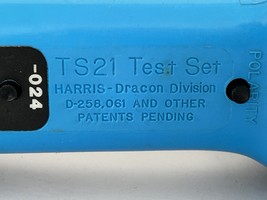 TS21 Test Set
HARRIS-Dracon Division
D-258,061 AND OTHER
PATENTS PENDING
-024
POLARITY